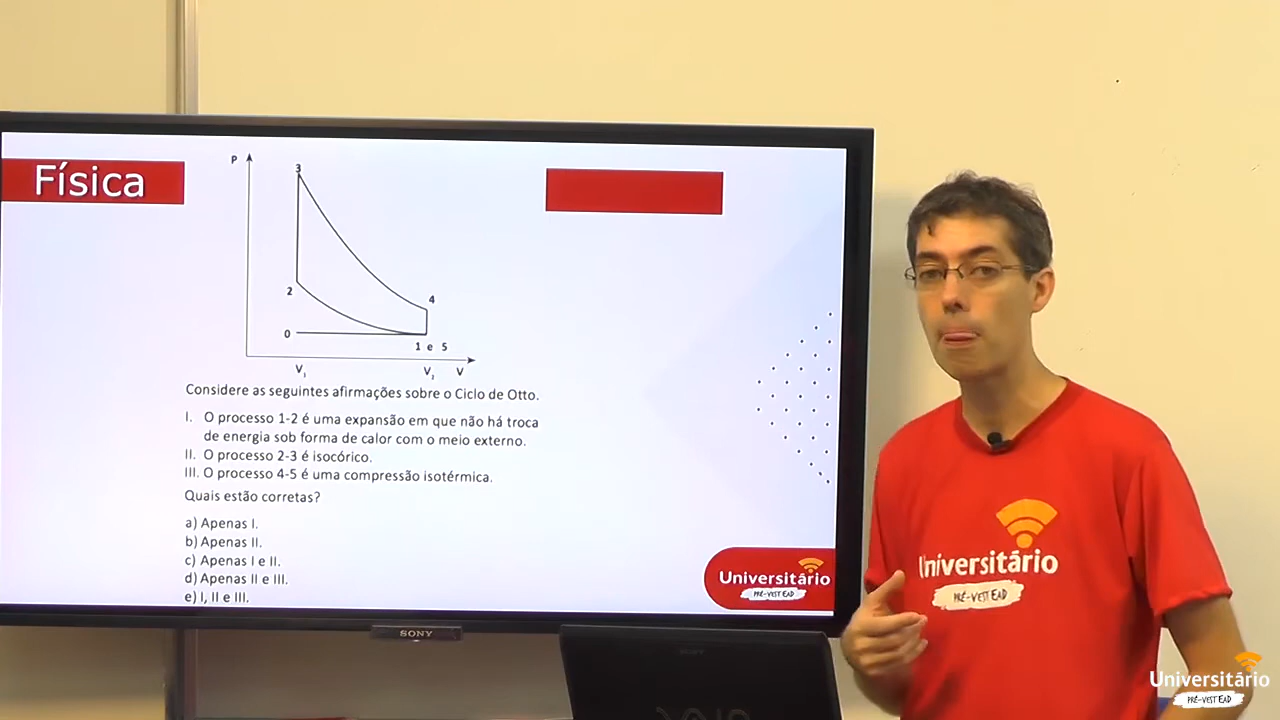 Física
P
3
2
4
0
1 e 5
V₁
V₂
V
Considere as seguintes afirmações sobre o Ciclo de Otto.
I. O processo 1-2 é uma expansão em que não há troca
de energia sob forma de calor com o meio externo.
II. O processo 2-3 é isocórico.
III. O processo 4-5 é uma compressão isotérmica.
Quais estão corretas?
a) Apenas I.
b) Apenas II.
c) Apenas I e II.
d) Apenas II e III.
e) I, II e III.
Universitário
PRÉ-VEST EAD
SONY
SONY
Universitário
PRÉ-VEST EAD
Universitário
PRÉ-VEST EAD